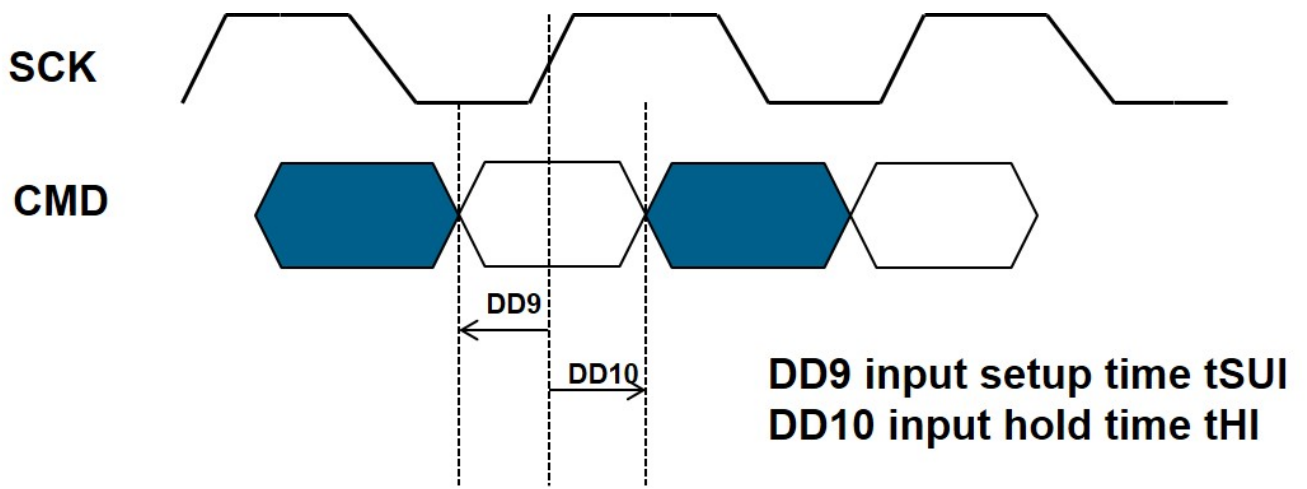 SCK
CMD
DD9
DD10
DD9 input setup time tSUI
DD10 input hold time tHI